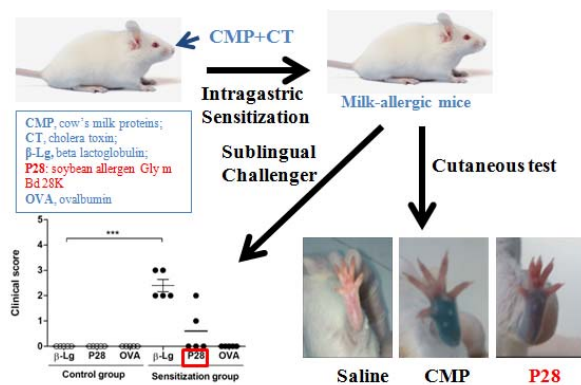 CMP+CT
Intragastric
Sensitization
Milk-allergic mice
CMP, cow's milk proteins;
CT, cholera toxin;
β-Lg, beta lactoglobulin;
P28: soybean allergen Gly m
Bd 28K
OVA, ovalbumin
Sublingual
Challenger
Cutaneous test
Clinical score
5
4
3
2
1
0
***
β-Lg P28 OVA β-Lg P28 OVA
Control group Sensitization group
Saline CMP P28